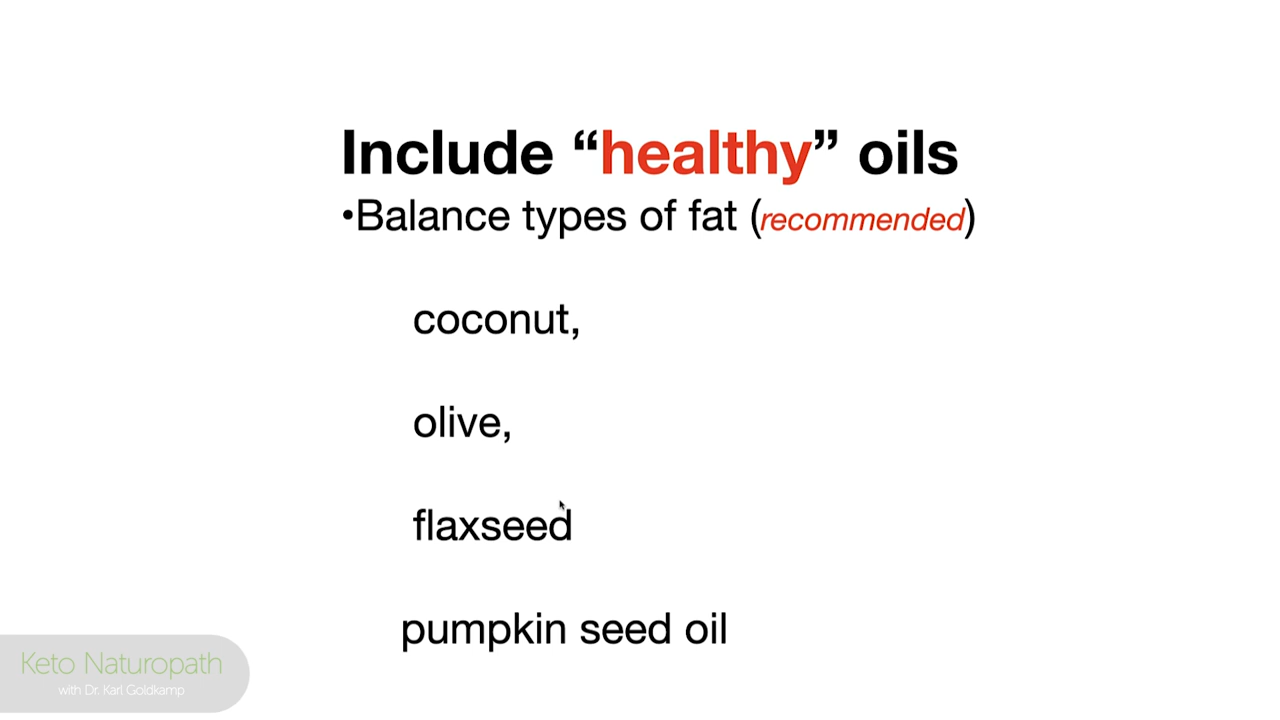 Include “healthy” oils
•Balance types of fat (recommended)
coconut,
olive,
flaxseed
pumpkin seed oil
Keto Naturopath
with Dr. Karl Goldkamp